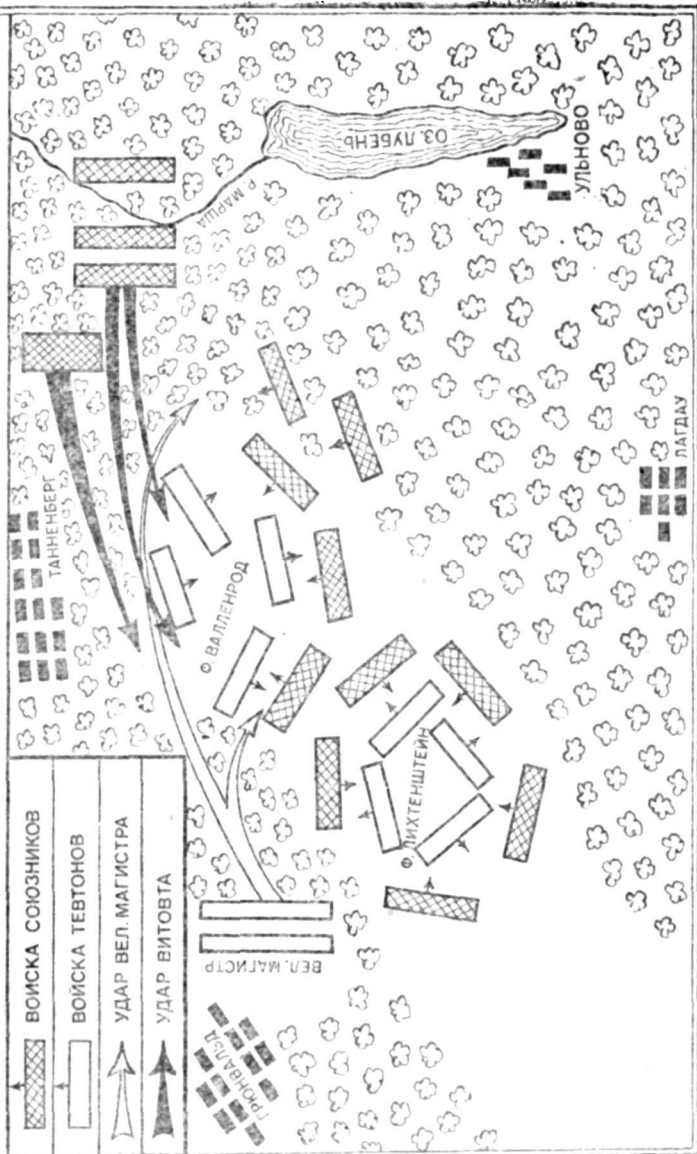 ВОЙСКА СОЮЗНИКОВ
ВОЙСКА ТЕВТОНОВ
УДАР ВЕЛ. МАГИСТРА
УДАР ВИТОВТА
ТАННЕНБЕРГ
Р. МАРША
ОЗ. ЛУБЕНЬ
УЛЬНОВО
Ф. ВАЛЛЕНРОД
Ф. ЛИХТЕНШТЕЙН
ЛАГДАУ
ВЕЛ. МАГИСТР
ГРЮНВАЛЬД